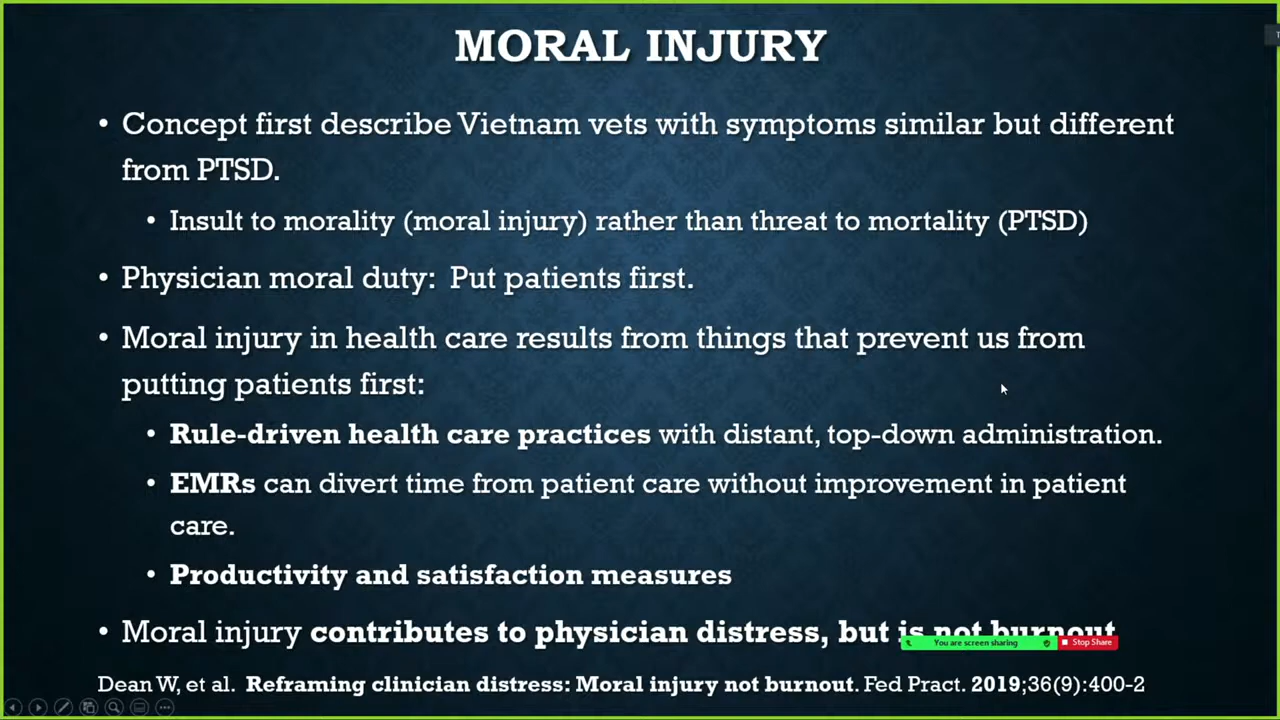 MORAL INJURY
• Concept first describe Vietnam vets with symptoms similar but different
from PTSD.
• Insult to morality (moral injury) rather than threat to mortality (PTSD)
• Physician moral duty: Put patients first.
• Moral injury in health care results from things that prevent us from
putting patients first:
• Rule-driven health care practices with distant, top-down administration.
• EMRs can divert time from patient care without improvement in patient
care.
• Productivity and satisfaction measures
• Moral injury contributes to physician distress, but is not burnout
You are screen sharing
Stop Share
Dean W, et al. Reframing clinician distress: Moral injury not burnout. Fed Pract. 2019;36(9):400-2